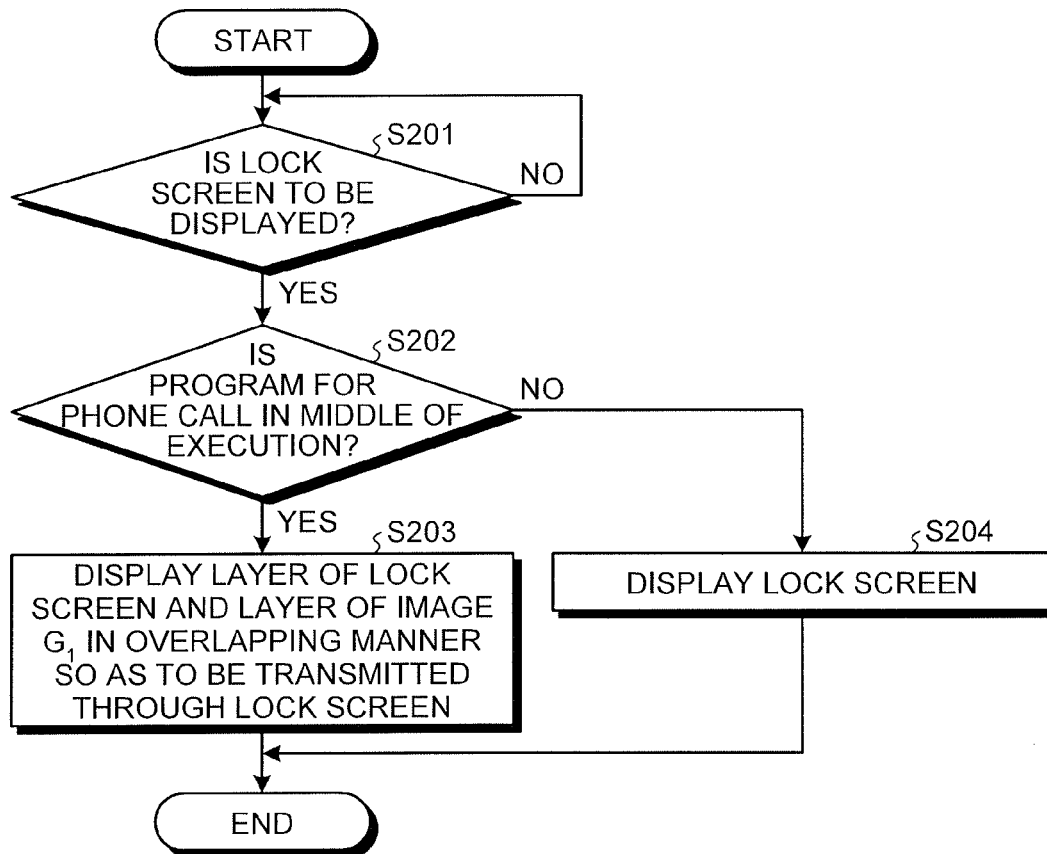 START
S201
IS LOCK
SCREEN TO BE
DISPLAYED?
NO
YES
S202
IS
PROGRAM FOR
PHONE CALL IN MIDDLE OF
EXECUTION?
NO
YES
S203
DISPLAY LAYER OF LOCK
SCREEN AND LAYER OF IMAGE
G₁ IN OVERLAPPING MANNER
SO AS TO BE TRANSMITTED
THROUGH LOCK SCREEN
S204
DISPLAY LOCK SCREEN
END